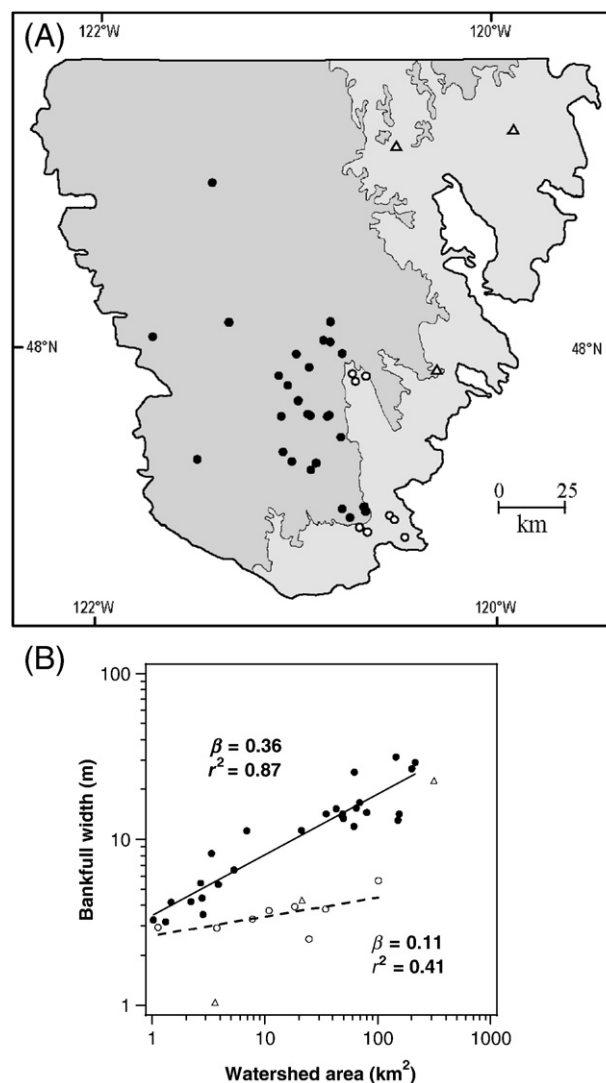 (A)
122°W 120°W
48°N 48°N
0 25
km
122°W 120°W
(B)
100
β = 0.36
r² = 0.87
Bankfull width (m)
10
β = 0.11
r² = 0.41
1
1 10 100 1000
Watershed area (km²)